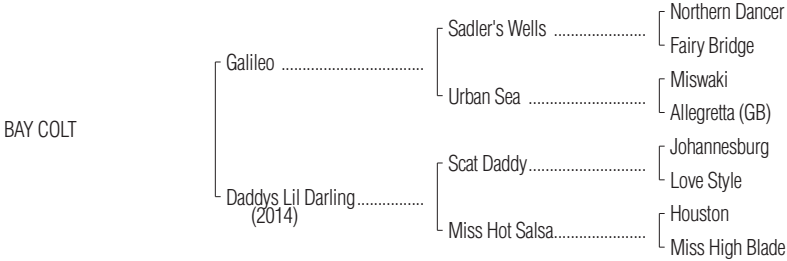 Northern Dancer
Sadler's Wells ......................
Fairy Bridge
Galileo ..................................
Miswaki
Urban Sea ............................
Allegretta (GB)
BAY COLT
Johannesburg
Scat Daddy............................
Love Style
Daddys Lil Darling................
(2014)
Houston
Miss Hot Salsa......................
Miss High Blade